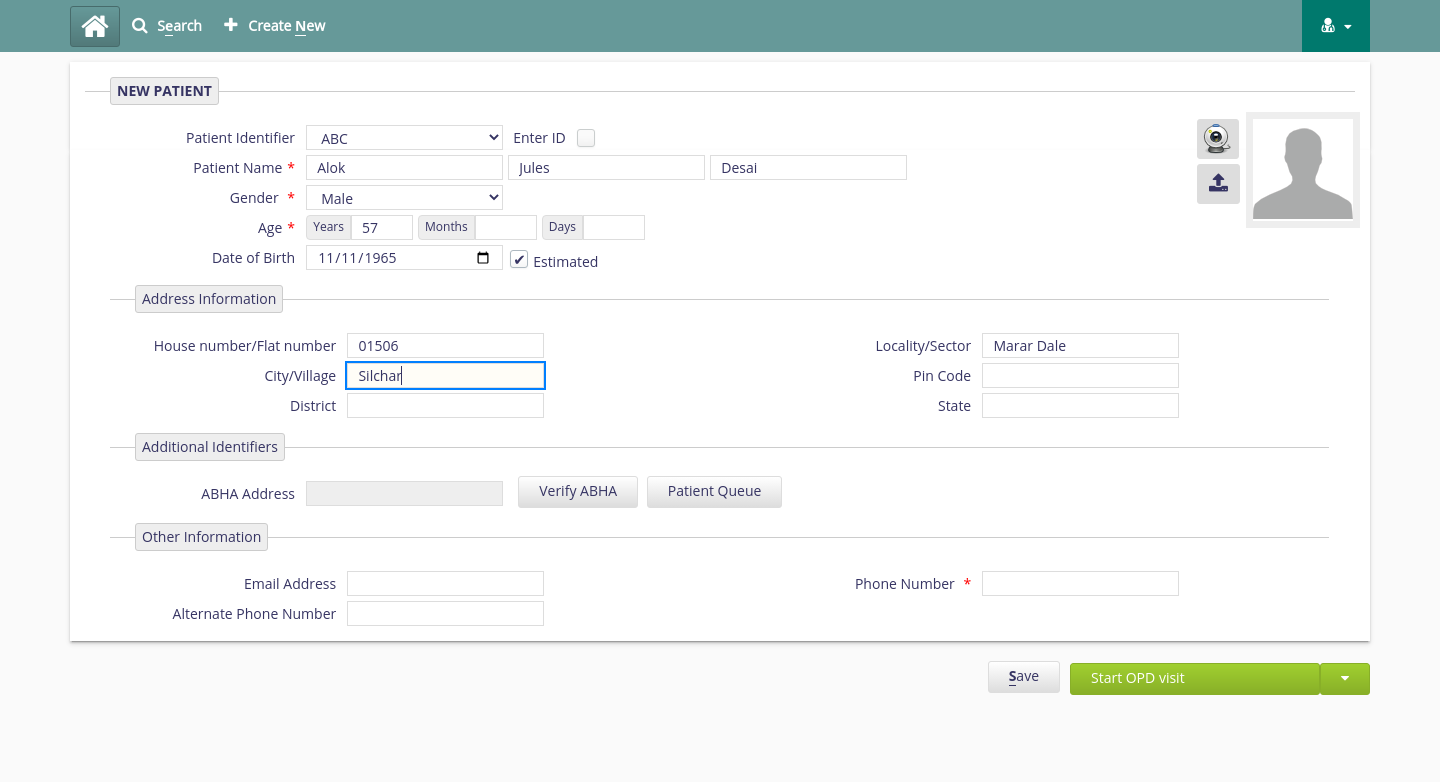 Search Create New
NEW PATIENT
Patient Identifier ABC Enter ID
Patient Name * Alok Jules Desai
Gender * Male
Age * Years 57 Months Days
Date of Birth 11/11/1965 ✔ Estimated
Address Information
House number/Flat number 01506 Locality/Sector Marar Dale
City/Village Silchar Pin Code
District State
Additional Identifiers
ABHA Address Verify ABHA Patient Queue
Other Information
Email Address Phone Number *
Alternate Phone Number
Save Start OPD visit